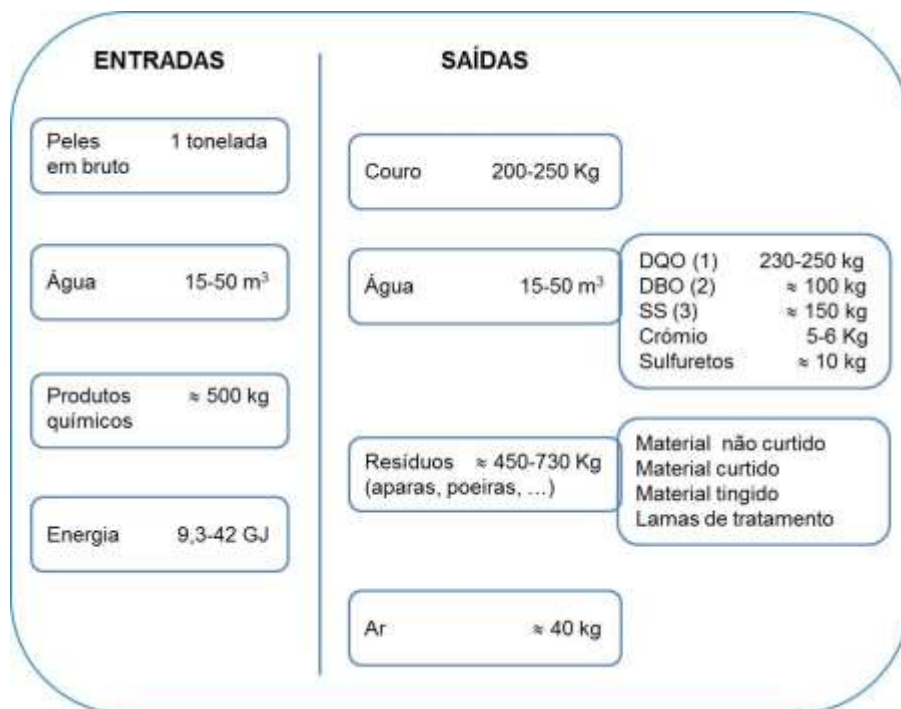 ENTRADAS
Peles 1 tonelada
em bruto
Água 15-50 m³
Produtos ≈ 500 kg
químicos
Energia 9,3-42 GJ
SAÍDAS
Couro 200-250 Kg
Água 15-50 m³
DQO (1) 230-250 kg
DBO (2) ≈ 100 kg
SS (3) ≈ 150 kg
Crómio 5-6 Kg
Sulfuretos ≈ 10 kg
Resíduos ≈ 450-730 Kg
(aparas, poeiras, ...)
Material não curtido
Material curtido
Material tingido
Lamas de tratamento
Ar ≈ 40 kg